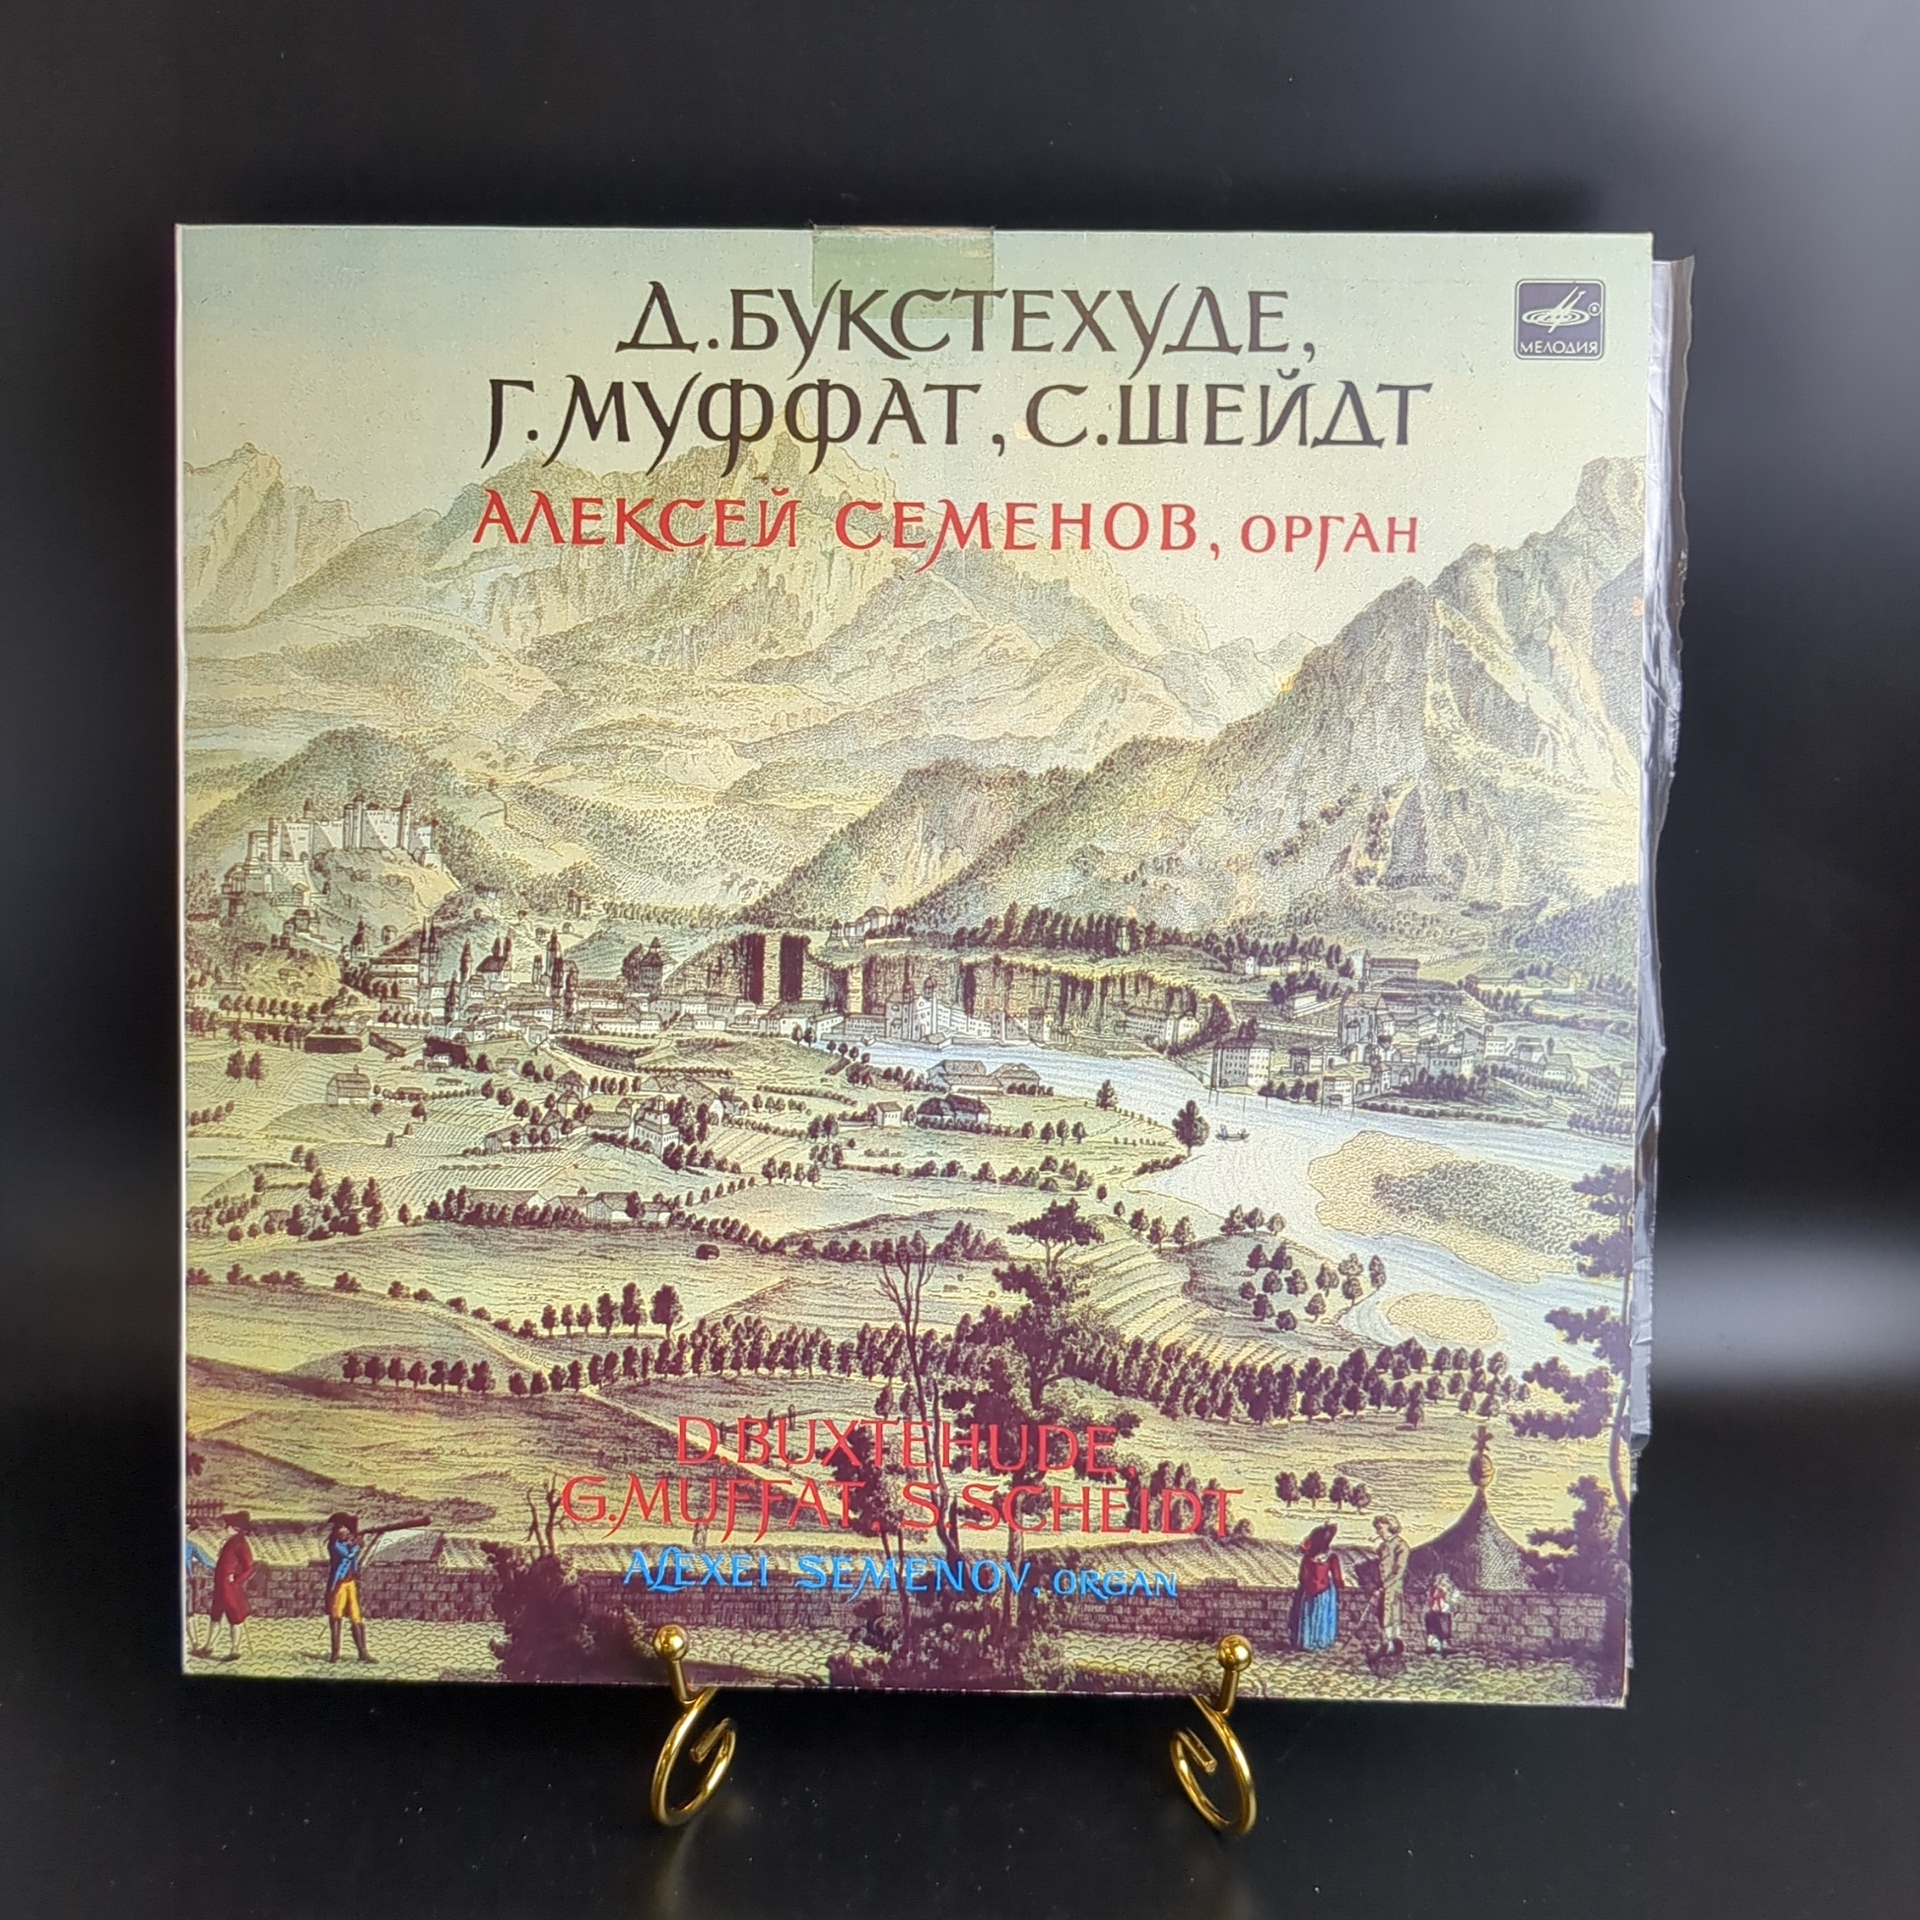 Д.БУКСТЕХУДЕ,
Г.МУФФАТ, С.ШЕЙДТ
АЛЕКСЕЙ СЕМЕНОВ, ОРГАН
МЕЛОДИЯ
D.BUXTEHUDE,
G.MUFFAT, S.SCHEIDT
ALEXEI SEMENOV, ORGAN